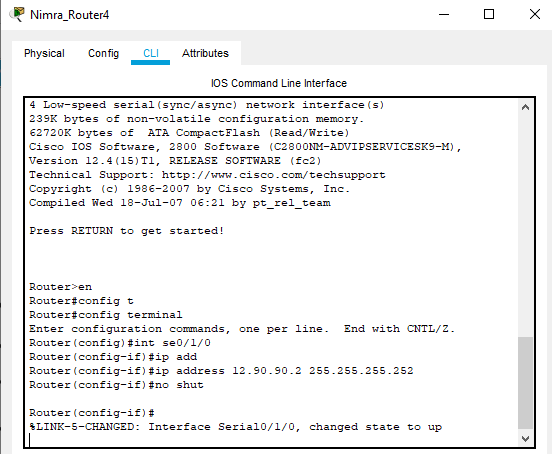 Nimra_Router4
Physical Config CLI Attributes
IOS Command Line Interface
4 Low-speed serial(sync/async) network interface(s)
239K bytes of non-volatile configuration memory.
62720K bytes of  ATA CompactFlash (Read/Write)
Cisco IOS Software, 2800 Software (C2800NM-ADVIPSERVICESK9-M),
Version 12.4(15)T1, RELEASE SOFTWARE (fc2)
Technical Support: http://www.cisco.com/techsupport
Copyright (c) 1986-2007 by Cisco Systems, Inc.
Compiled Wed 18-Jul-07 06:21 by pt_rel_team
Press RETURN to get started!
Router>en
Router#config t
Router#config terminal
Enter configuration commands, one per line.  End with CNTL/Z.
Router(config)#int se0/1/0
Router(config-if)#ip add
Router(config-if)#ip address 12.90.90.2 255.255.255.252
Router(config-if)#no shut
Router(config-if)#
%LINK-5-CHANGED: Interface Serial0/1/0, changed state to up